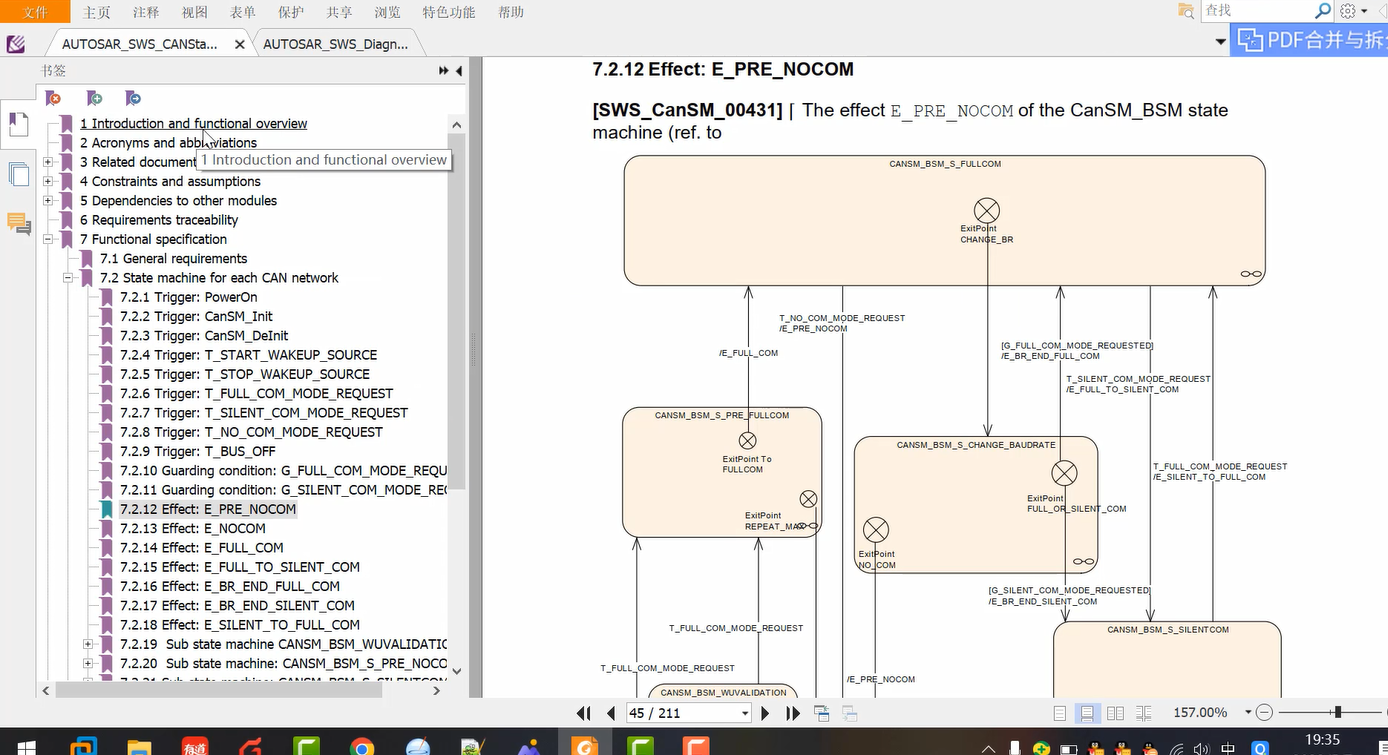 文件 主页 注释 视图 表单 保护 共享 浏览 特色功能 帮助 查找
AUTOSAR_SWS_CANSta... AUTOSAR_SWS_Diagn... PDF合并与拆
书签
1 Introduction and functional overview
2 Acronyms and abbreviations
1 Introduction and functional overview
3 Related document
4 Constraints and assumptions
5 Dependencies to other modules
6 Requirements traceability
7 Functional specification
7.1 General requirements
7.2 State machine for each CAN network
7.2.1 Trigger: PowerOn
7.2.2 Trigger: CanSM_Init
7.2.3 Trigger: CanSM_DeInit
7.2.4 Trigger: T_START_WAKEUP_SOURCE
7.2.5 Trigger: T_STOP_WAKEUP_SOURCE
7.2.6 Trigger: T_FULL_COM_MODE_REQUEST
7.2.7 Trigger: T_SILENT_COM_MODE_REQUEST
7.2.8 Trigger: T_NO_COM_MODE_REQUEST
7.2.9 Trigger: T_BUS_OFF
7.2.10 Guarding condition: G_FULL_COM_MODE_REQU
7.2.11 Guarding condition: G_SILENT_COM_MODE_RE
7.2.12 Effect: E_PRE_NOCOM
7.2.13 Effect: E_NOCOM
7.2.14 Effect: E_FULL_COM
7.2.15 Effect: E_FULL_TO_SILENT_COM
7.2.16 Effect: E_BR_END_FULL_COM
7.2.17 Effect: E_BR_END_SILENT_COM
7.2.18 Effect: E_SILENT_TO_FULL_COM
7.2.19 Sub state machine CANSM_BSM_WUVALIDATIO
7.2.20 Sub state machine: CANSM_BSM_S_PRE_NOCO
7.2.12 Effect: E_PRE_NOCOM
[SWS_CanSM_00431] ⌈ The effect E_PRE_NOCOM of the CanSM_BSM state
machine (ref. to
CANSM_BSM_S_FULLCOM
ExitPoint
CHANGE_BR
T_NO_COM_MODE_REQUEST
/E_PRE_NOCOM
/E_FULL_COM
[G_FULL_COM_MODE_REQUESTED]
/E_BR_END_FULL_COM
T_SILENT_COM_MODE_REQUEST
/E_FULL_TO_SILENT_COM
CANSM_BSM_S_PRE_FULLCOM
ExitPoint To
FULLCOM
ExitPoint
REPEAT_MAX
CANSM_BSM_S_CHANGE_BAUDRATE
ExitPoint
FULL_OR_SILENT_COM
ExitPoint
NO_COM
T_FULL_COM_MODE_REQUEST
/E_SILENT_TO_FULL_COM
[G_SILENT_COM_MODE_REQUESTED]
/E_BR_END_SILENT_COM
T_FULL_COM_MODE_REQUEST
CANSM_BSM_S_SILENTCOM
T_FULL_COM_MODE_REQUEST
/E_PRE_NOCOM
CANSM_BSM_WUVALIDATION
45 / 211
157.00%
有道
中
19:35